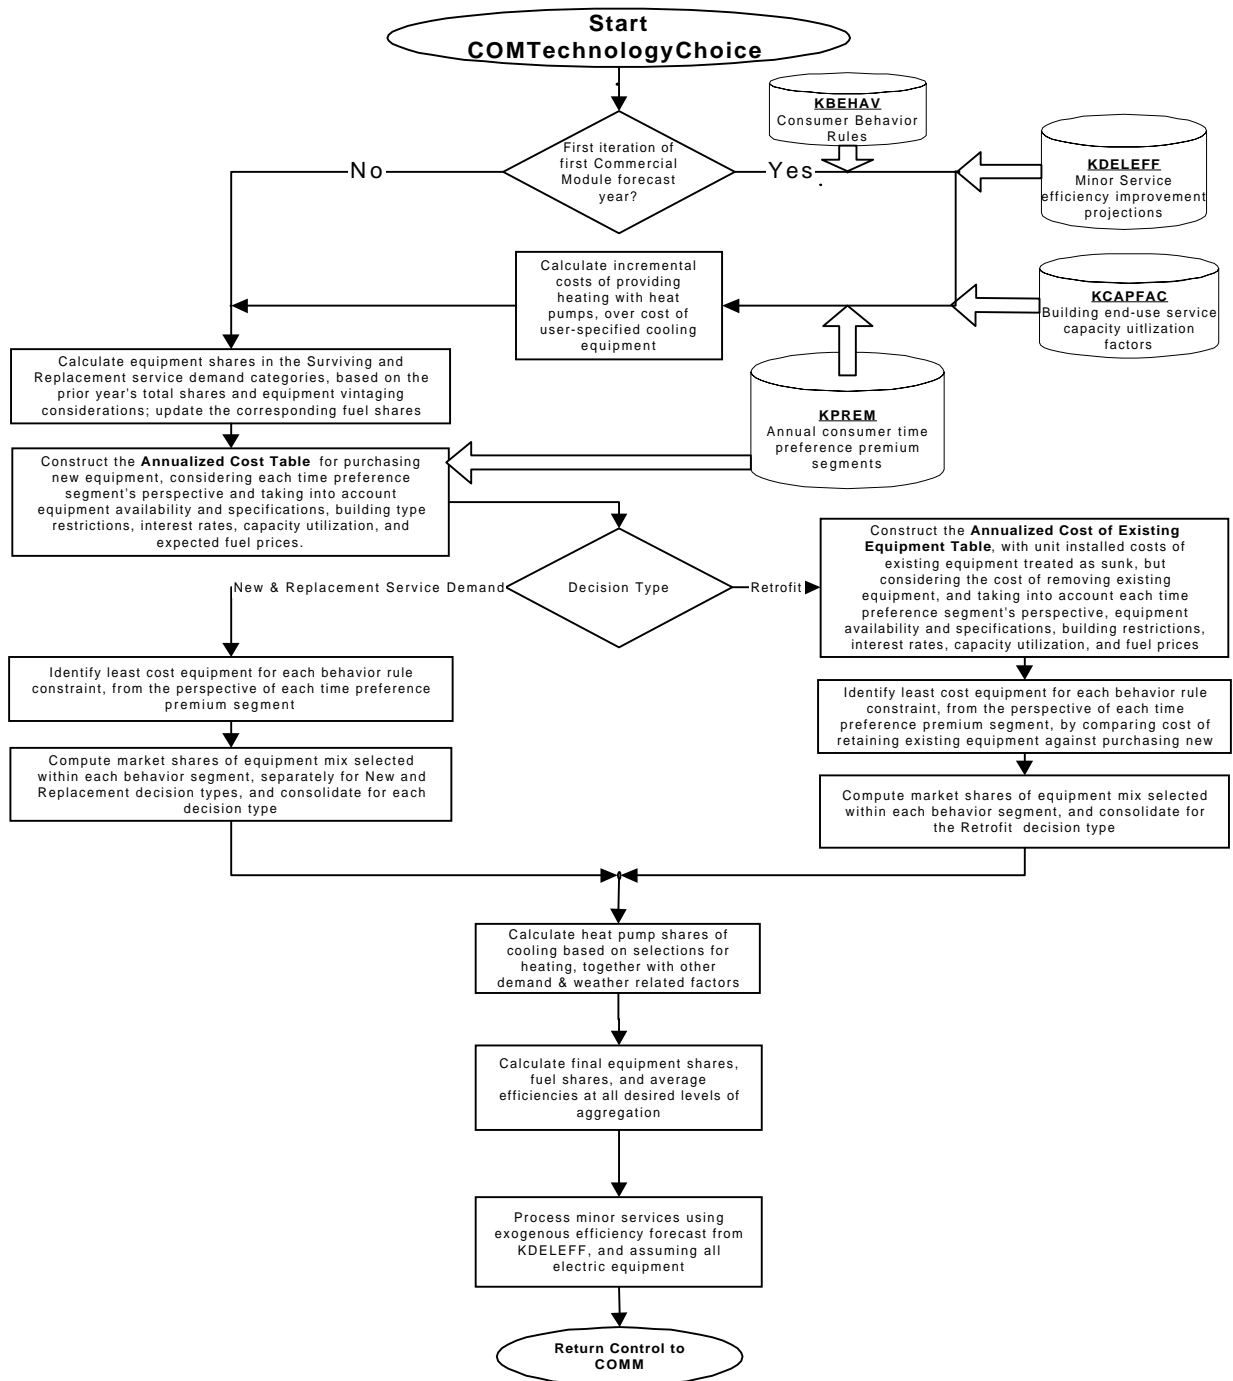 Start
COMTechnologyChoice
KBEHAV
Consumer Behavior
Rules
First iteration of
first Commercial
Module forecast
year?
No
Yes
KDELEFF
Minor Service
efficiency improvement
projections
Calculate incremental
costs of providing
heating with heat
pumps, over cost of
user-specified cooling
equipment
KCAPFAC
Building end-use service
capacity uitlization
factors
Calculate equipment shares in the Surviving and
Replacement service demand categories, based on the
prior year's total shares and equipment vintaging
considerations; update the corresponding fuel shares
KPREM
Annual consumer time
preference premium
segments
Construct the Annualized Cost Table for purchasing
new equipment, considering each time preference
segment's perspective and taking into account
equipment availability and specifications, building type
restrictions, interest rates, capacity utilization, and
expected fuel prices.
Decision Type
New & Replacement Service Demand
Retrofit
Construct the Annualized Cost of Existing
Equipment Table, with unit installed costs of
existing equipment treated as sunk, but
considering the cost of removing existing
equipment, and taking into account each time
preference segment's perspective, equipment
availability and specifications, building restrictions,
interest rates, capacity utilization, and fuel prices
Identify least cost equipment for each behavior rule
constraint, from the perspective of each time preference
premium segment
Identify least cost equipment for each behavior rule
constraint, from the perspective of each time
preference premium segment, by comparing cost of
retaining existing equipment against purchasing new
Compute market shares of equipment mix selected
within each behavior segment, separately for New and
Replacement decision types, and consolidate for each
decision type
Compute market shares of equipment mix selected
within each behavior segment, and consolidate for
the Retrofit decision type
Calculate heat pump shares of
cooling based on selections for
heating, together with other
demand & weather related factors
Calculate final equipment shares,
fuel shares, and average
efficiencies at all desired levels of
aggregation
Process minor services using
exogenous efficiency forecast from
KDELEFF, and assuming all
electric equipment
Return Control to
COMM